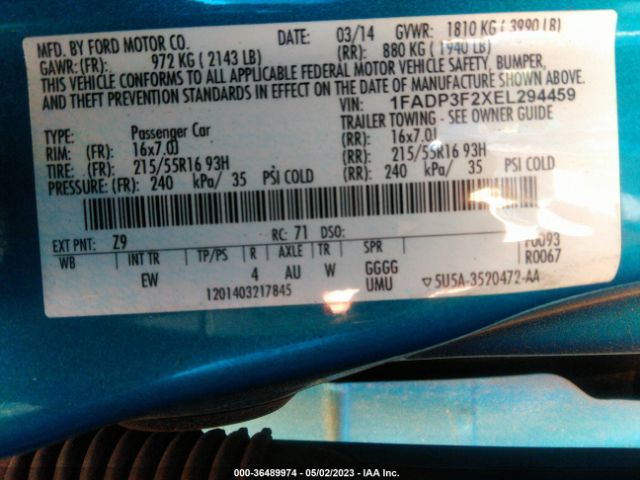 MFD. BY FORD MOTOR CO. DATE: 03/14 GVWR: 1810 KG ( 3990 LB)
GAWR: (FR): 972 KG ( 2143 LB) (RR): 880 KG ( 1940 LB)
THIS VEHICLE CONFORMS TO ALL APPLICABLE FEDERAL MOTOR VEHICLE SAFETY, BUMPER,
AND THEFT PREVENTION STANDARDS IN EFFECT ON THE DATE OF MANUFACTURE SHOWN ABOVE.
VIN: 1FADP3F2XEL294459
TYPE: Passenger Car TRAILER TOWING - SEE OWNER GUIDE
RIM: (FR): 16x7.0J (RR): 16x7.0J
TIRE: (FR): 215/55R16 93H (RR): 215/55R16 93H
PRESSURE: (FR): 240 kPa/ 35 PSI COLD (RR): 240 kPa/ 35 PSI COLD
EXT PNT: Z9 RC: 71 DSO: F0093
WB INT TR TP/PS R AXLE TR SPR R0067
EW 4 AU W GGGG
1201403217845 UMU ▽5U5A-3520472-AA
000-36489974 - 05/02/2023 - IAA Inc.